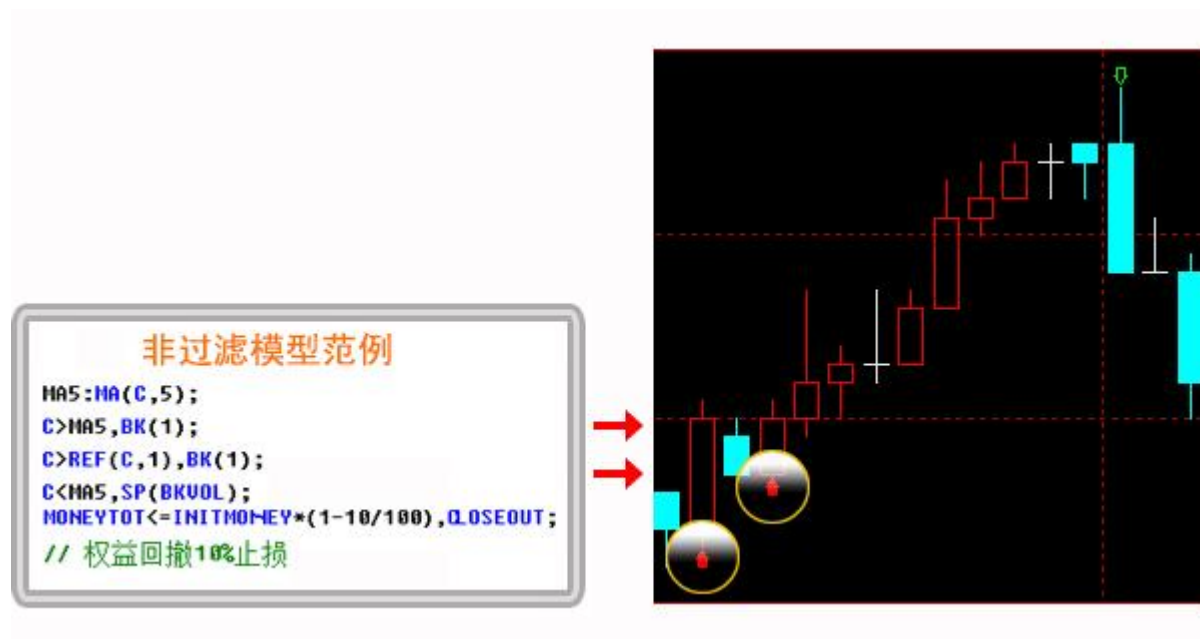 非过滤模型范例
MA5:MA(C,5);
C>MA5,BK(1);
C>REF(C,1),BK(1);
C<MA5,SP(BKVOL);
MONEYTOT<=INITMONEY*(1-10/100),CLOSEOUT;
// 权益回撤10%止损